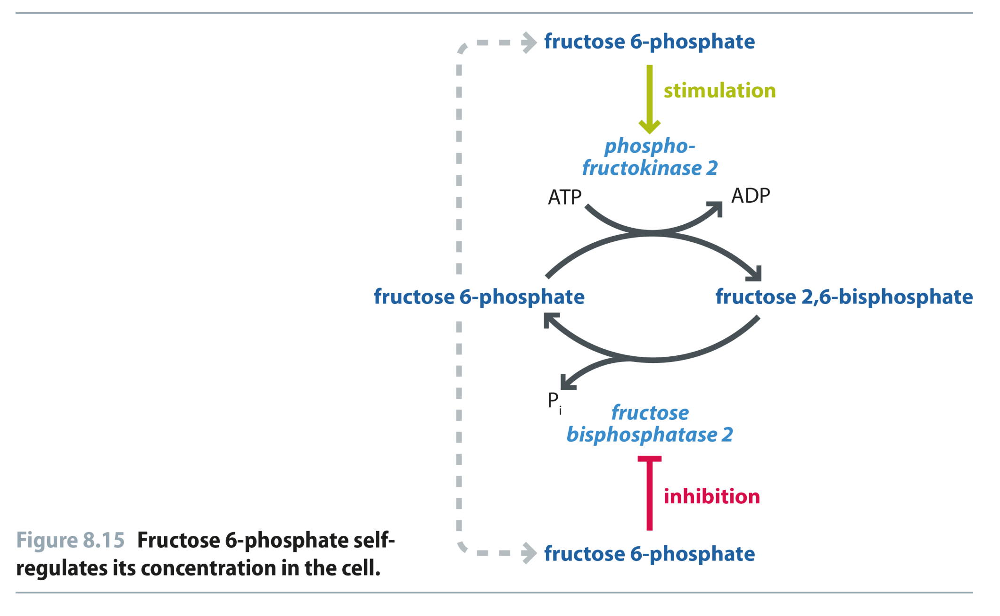 fructose 6-phosphate
stimulation
phospho-
fructokinase 2
ATP
ADP
fructose 6-phosphate
fructose 2,6-bisphosphate
Pi
fructose
bisphosphatase 2
inhibition
fructose 6-phosphate
Figure 8.15 Fructose 6-phosphate self-
regulates its concentration in the cell.